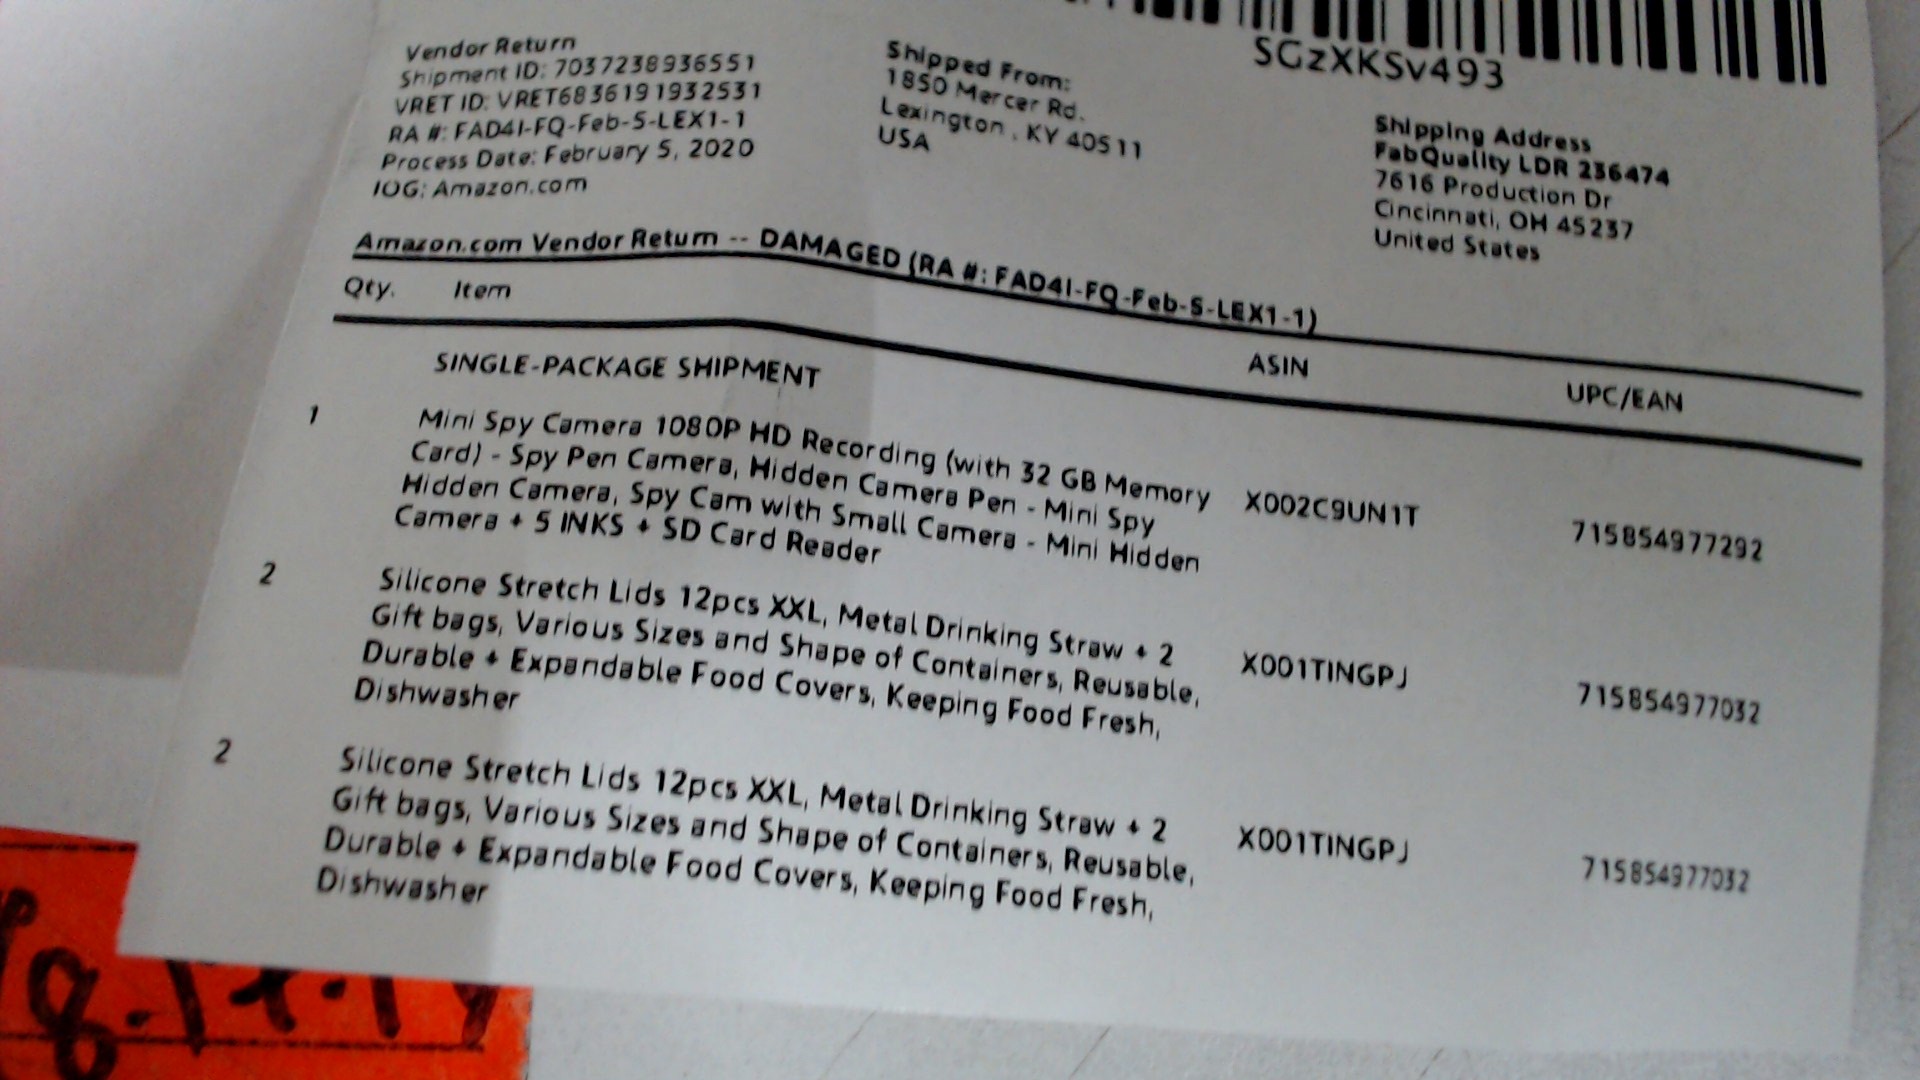 SGzXKSv493
Vendor Return
Shipment ID: 7037238936551
VRET ID: VRET6836191932531
RA #: FAD4I-FQ-Feb-5-LEX1-1
Process Date: February 5, 2020
IOG: Amazon.com
Shipped From:
1850 Mercer Rd.
Lexington , KY 40511
USA
Shipping Address
FabQuality LDR 236474
7616 Production Dr
Cincinnati, OH 45237
United States
Amazon.com Vendor Return -- DAMAGED (RA #: FAD4I-FQ-Feb-5-LEX1-1)
Qty. Item ASIN UPC/EAN
SINGLE-PACKAGE SHIPMENT
1 Mini Spy Camera 1080P HD Recording (with 32 GB Memory X002C9UN1T 715854977292
Card) - Spy Pen Camera, Hidden Camera Pen - Mini Spy
Hidden Camera, Spy Cam with Small Camera - Mini Hidden
Camera + 5 INKS + SD Card Reader
2 Silicone Stretch Lids 12pcs XXL, Metal Drinking Straw + 2 X001TINGPJ 715854977032
Gift bags, Various Sizes and Shape of Containers, Reusable,
Durable + Expandable Food Covers, Keeping Food Fresh,
Dishwasher
2 Silicone Stretch Lids 12pcs XXL, Metal Drinking Straw + 2 X001TINGPJ 715854977032
Gift bags, Various Sizes and Shape of Containers, Reusable,
Durable + Expandable Food Covers, Keeping Food Fresh,
Dishwasher